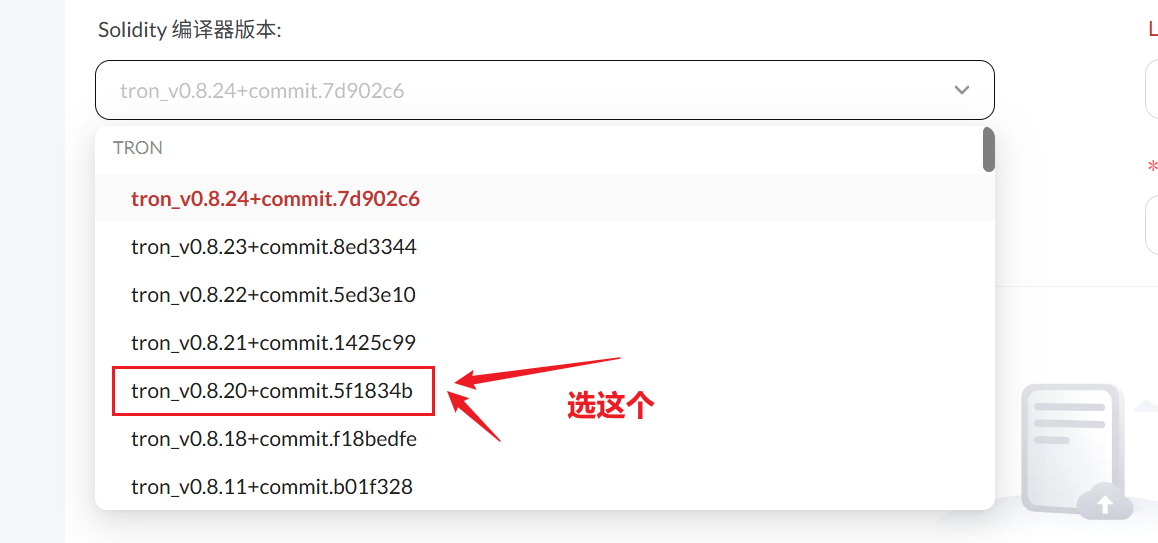 Solidity 编译器版本:
L
tron_v0.8.24+commit.7d902c6
TRON
tron_v0.8.24+commit.7d902c6
*
tron_v0.8.23+commit.8ed3344
tron_v0.8.22+commit.5ed3e10
tron_v0.8.21+commit.1425c99
tron_v0.8.20+commit.5f1834b
选这个
tron_v0.8.18+commit.f18bedfe
tron_v0.8.11+commit.b01f328